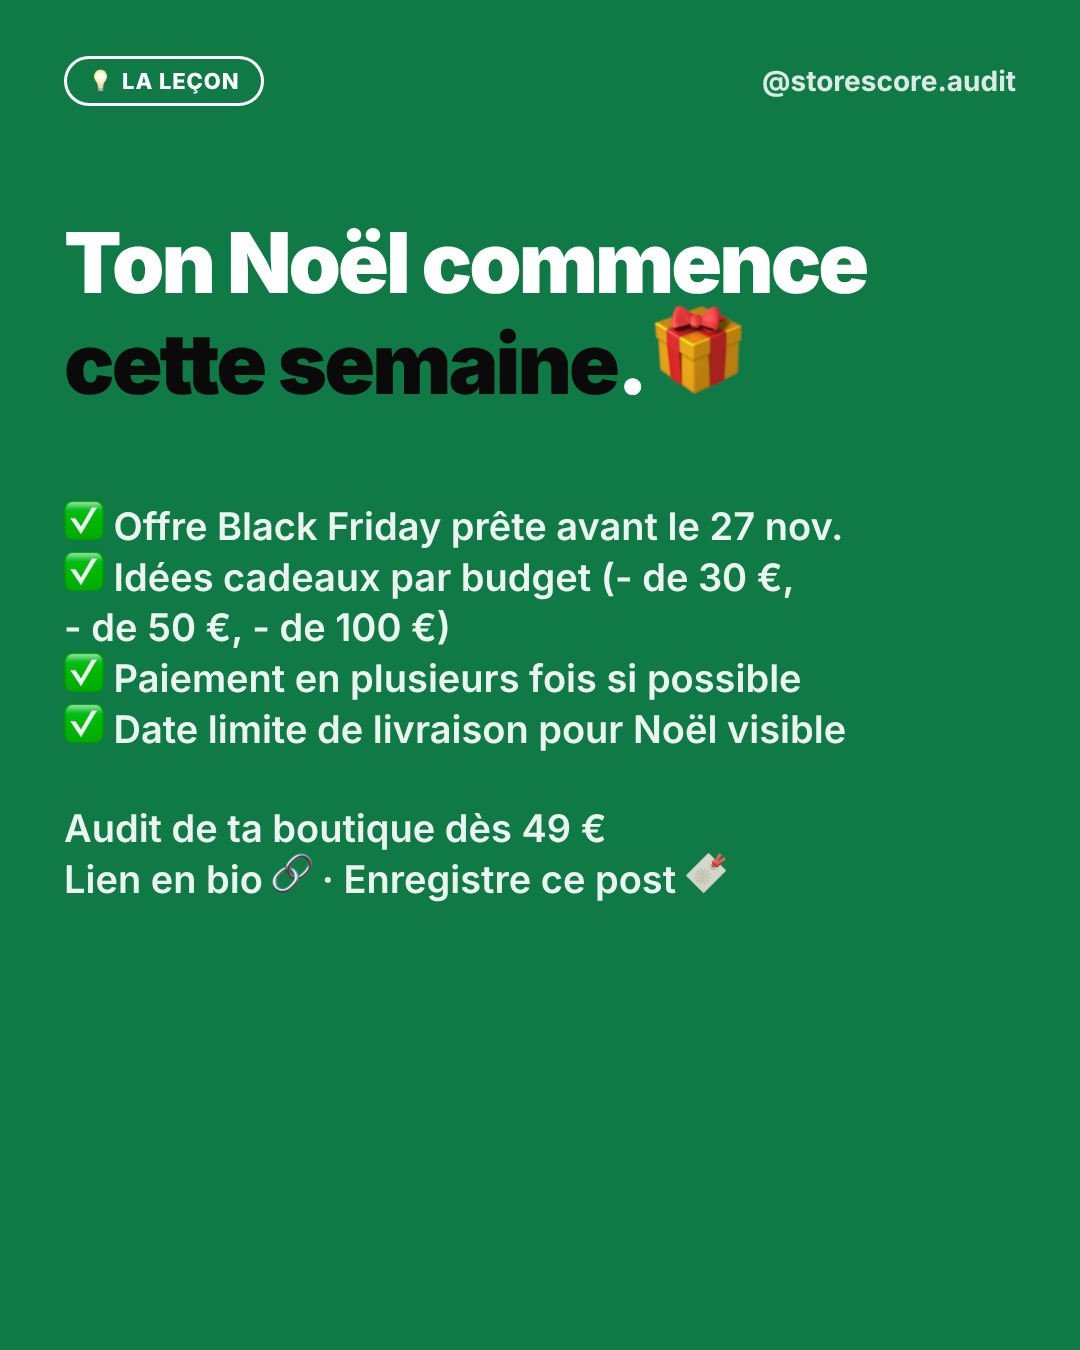 💡 LA LEÇON
@storescore.audit
Ton Noël commence
cette semaine. 🎁
✅ Offre Black Friday prête avant le 27 nov.
✅ Idées cadeaux par budget (- de 30 €,
- de 50 €, - de 100 €)
✅ Paiement en plusieurs fois si possible
✅ Date limite de livraison pour Noël visible
Audit de ta boutique dès 49 €
Lien en bio 🔗 · Enregistre ce post 🏷️